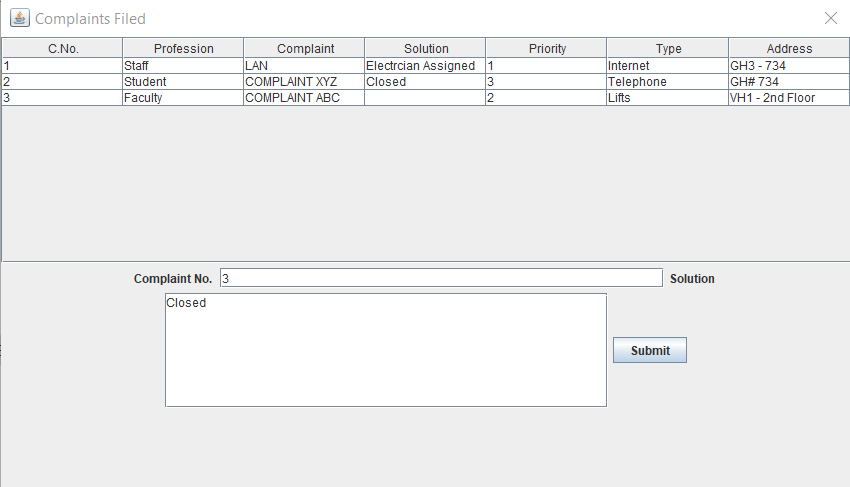 Complaints Filed
C.No. Profession Complaint Solution Priority Type Address
1 Staff LAN Electrcian Assigned 1 Internet GH3 - 734
2 Student COMPLAINT XYZ Closed 3 Telephone GH# 734
3 Faculty COMPLAINT ABC 2 Lifts VH1 - 2nd Floor
Complaint No. 3 Solution
Closed
Submit